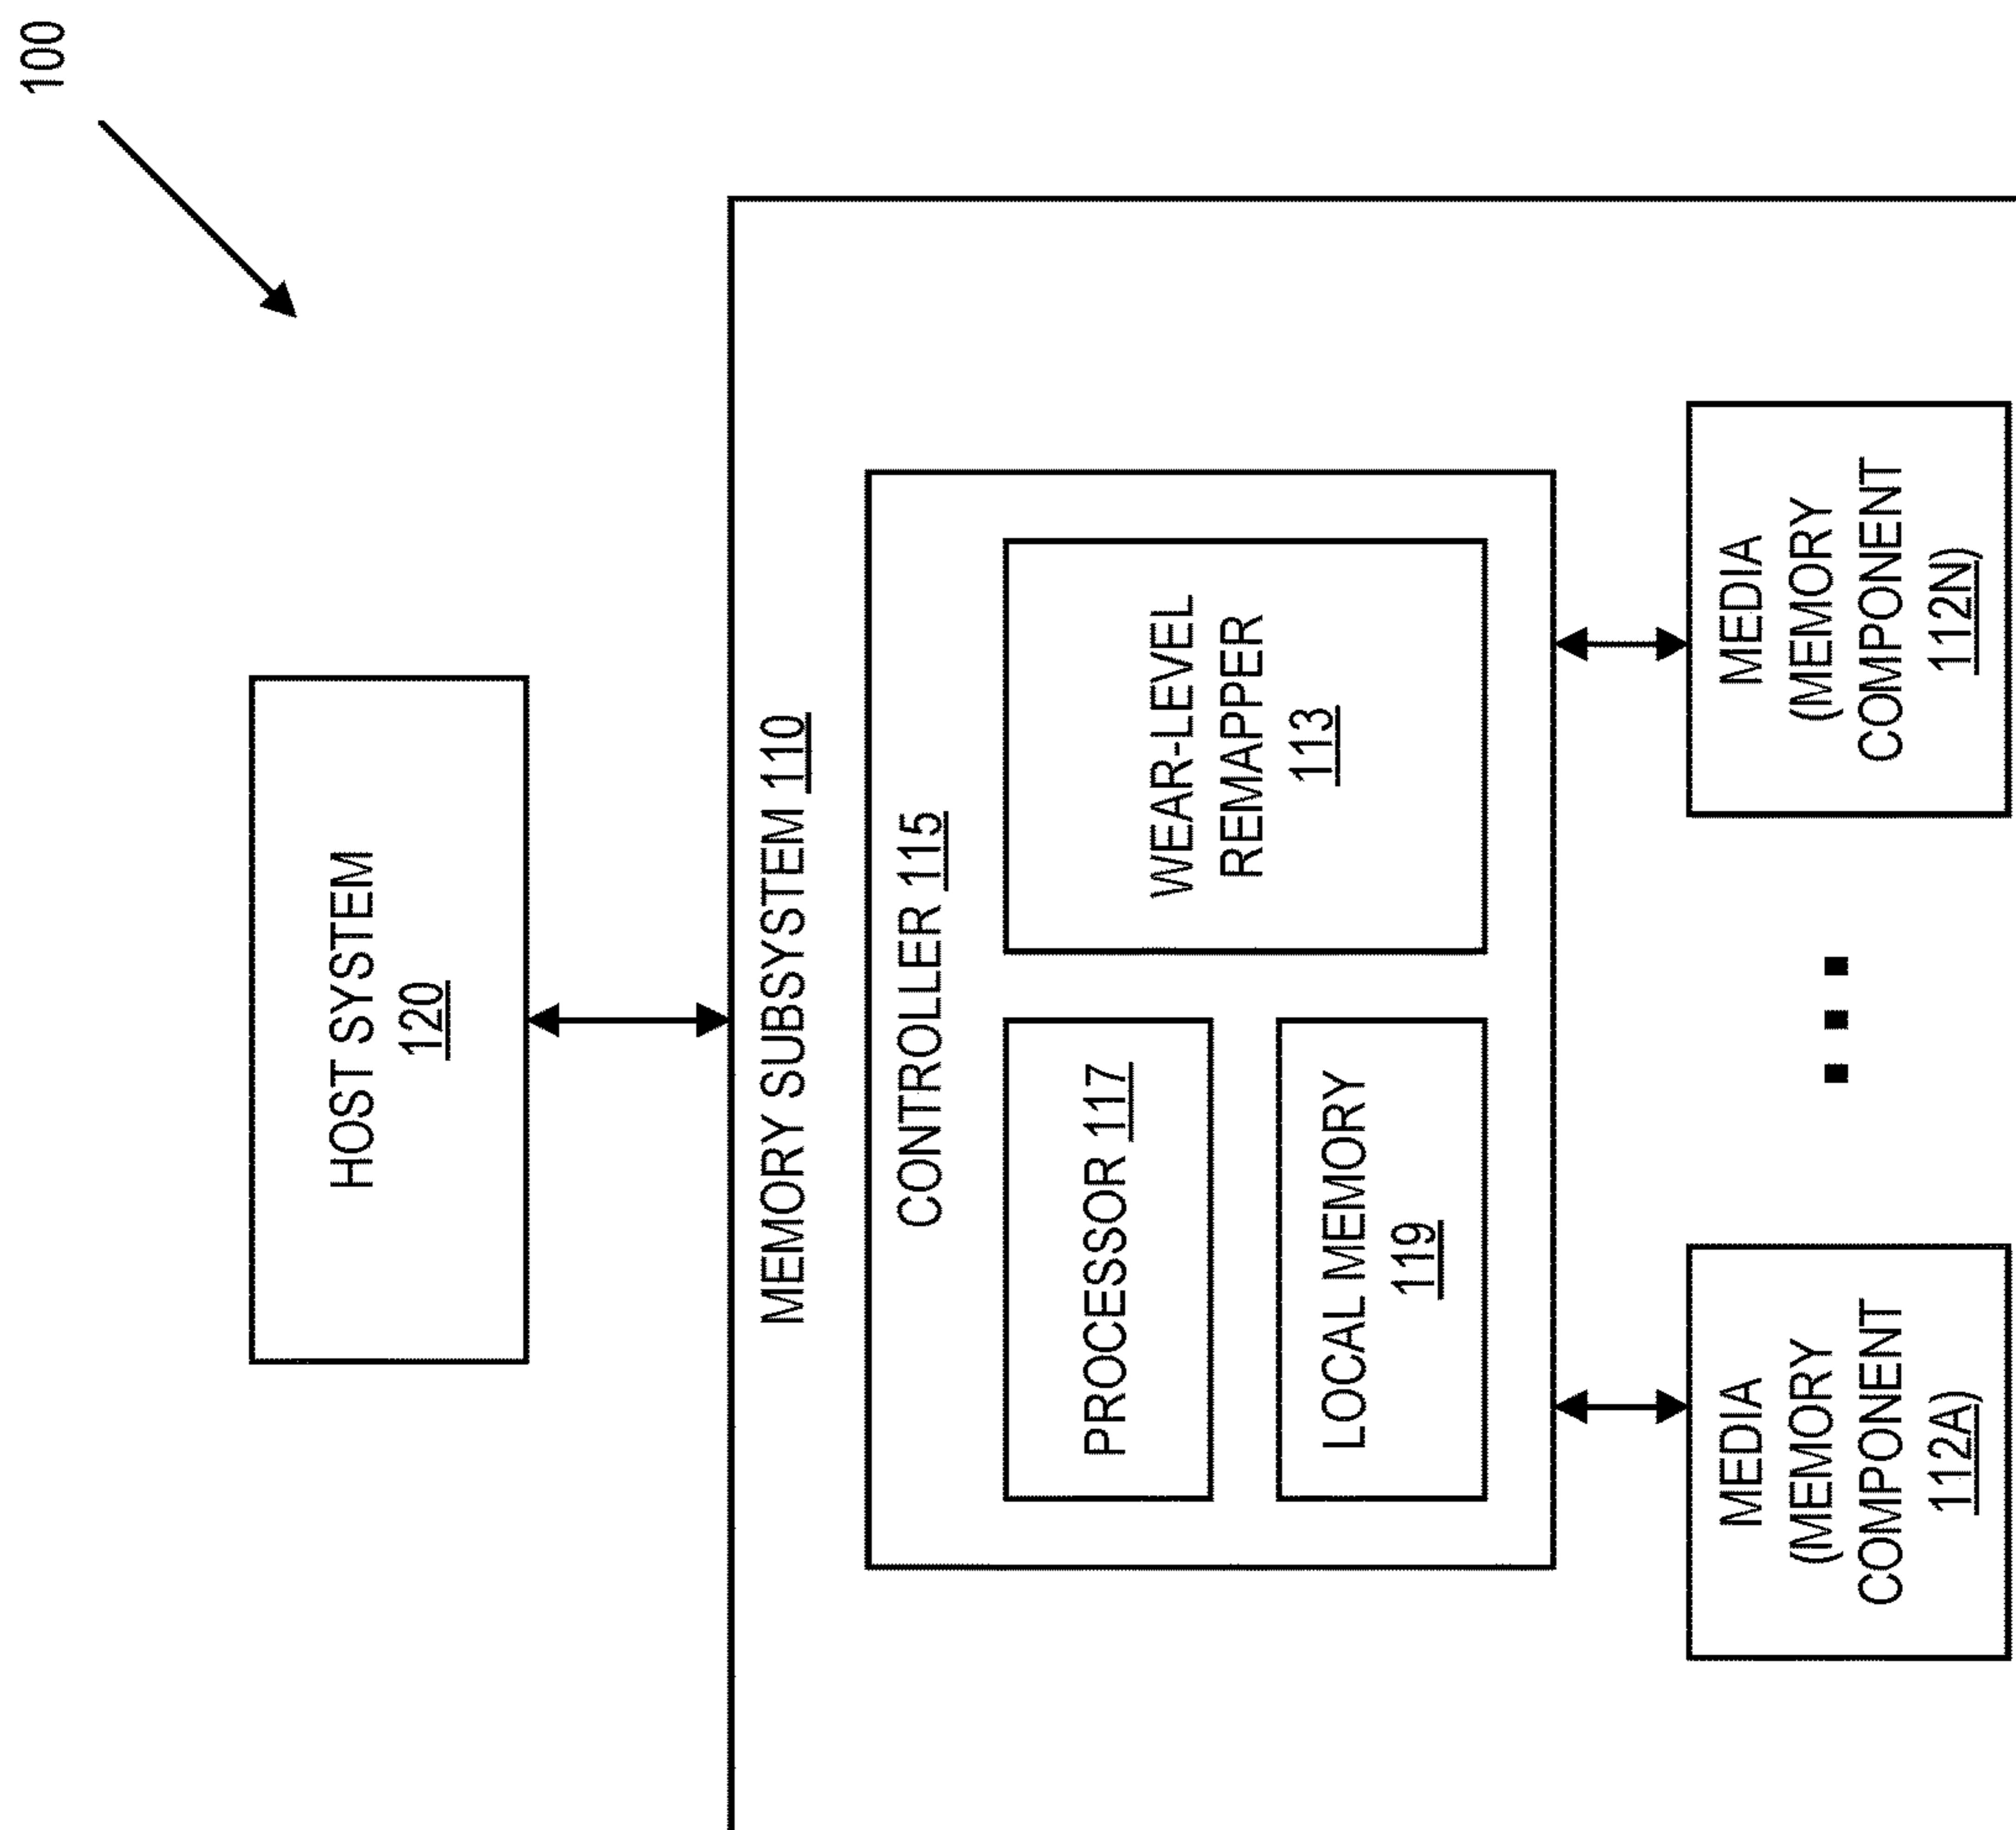 100
HOST SYSTEM
120
MEMORY SUBSYSTEM 110
CONTROLLER 115
PROCESSOR 117
LOCAL MEMORY
119
WEAR-LEVEL
REMAPPER
113
MEDIA
(MEMORY
COMPONENT
112A)
MEDIA
(MEMORY
COMPONENT
112N)